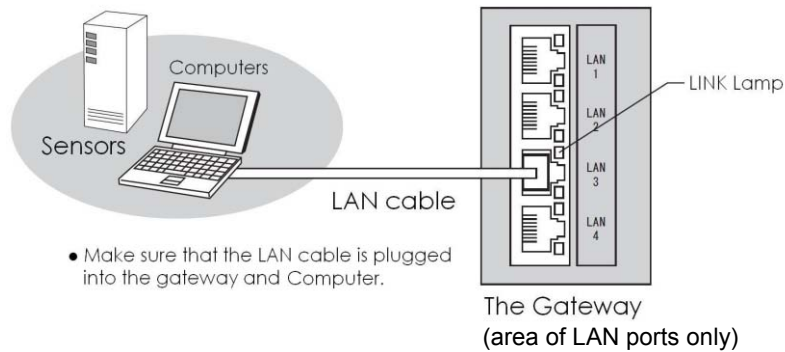 Computers
Sensors
LAN cable
LAN
1
LAN
2
LAN
3
LAN
4
LINK Lamp
● Make sure that the LAN cable is plugged
into the gateway and Computer.
The Gateway
(area of LAN ports only)